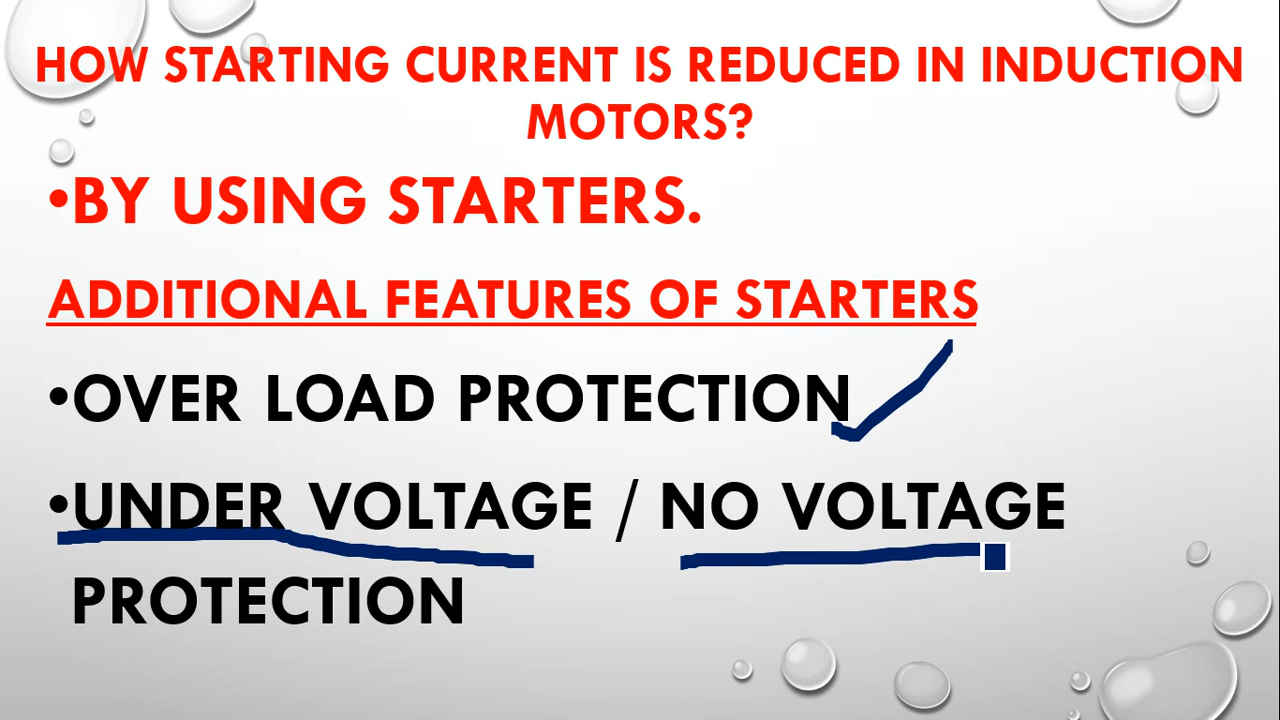 HOW STARTING CURRENT IS REDUCED IN INDUCTION
MOTORS?
•BY USING STARTERS.
ADDITIONAL FEATURES OF STARTERS
•OVER LOAD PROTECTION
•UNDER VOLTAGE / NO VOLTAGE
PROTECTION